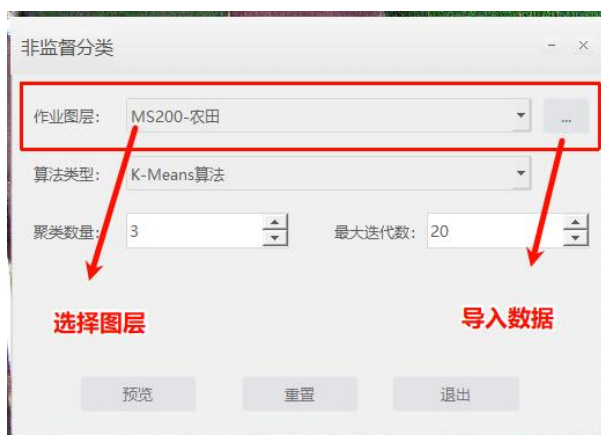 非监督分类
作业图层: MS200-农田 ...
算法类型: K-Means算法
聚类数量: 3 最大迭代数: 20
选择图层 导入数据
预览 重置 退出